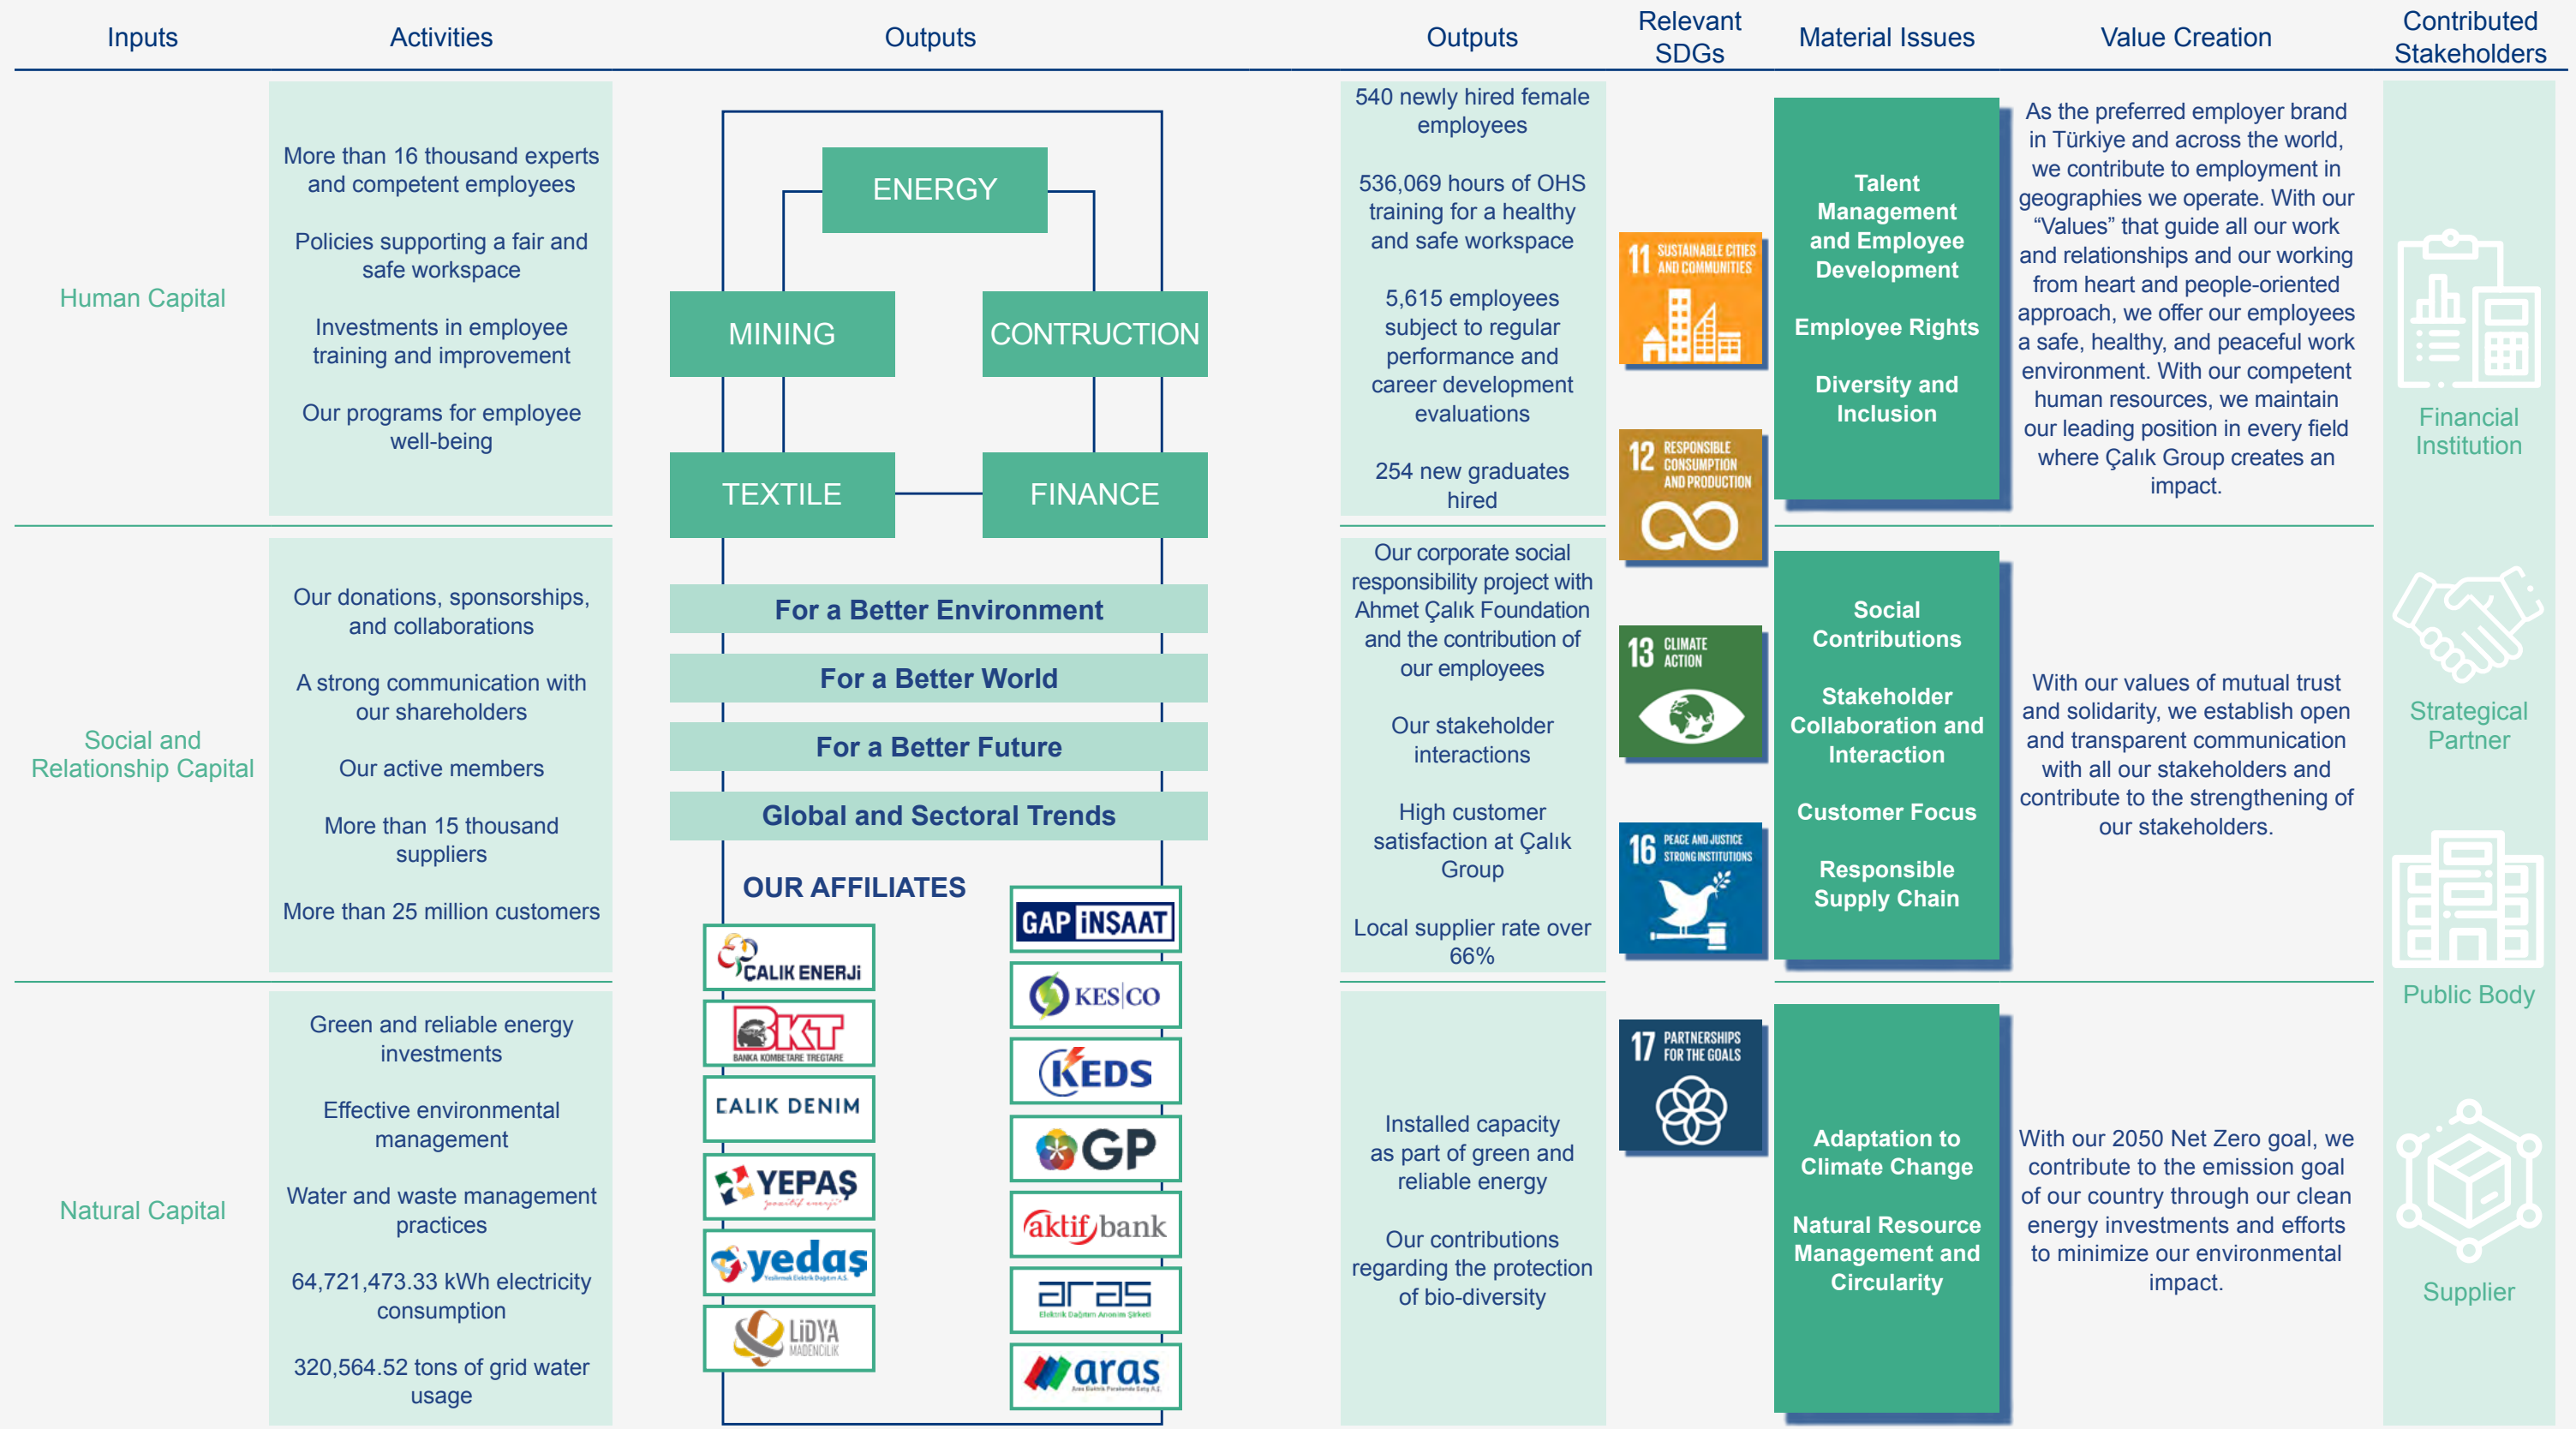 Inputs
Activities
Outputs
Outputs
Relevant
SDGs
Material Issues
Value Creation
Contributed
Stakeholders
Human Capital
More than 16 thousand experts
and competent employees
Policies supporting a fair and
safe workspace
Investments in employee
training and improvement
Our programs for employee
well-being
Social and
Relationship Capital
Our donations, sponsorships,
and collaborations
A strong communication with
our shareholders
Our active members
More than 15 thousand
suppliers
More than 25 million customers
Natural Capital
Green and reliable energy
investments
Effective environmental
management
Water and waste management
practices
64,721,473.33 kWh electricity
consumption
320,564.52 tons of grid water
usage
ENERGY
MINING
CONTRUCTION
TEXTILE
FINANCE
For a Better Environment
For a Better World
For a Better Future
Global and Sectoral Trends
OUR AFFILIATES
ÇALIK ENERJi
BKT
BANKA KOMBETARE TREGTARE
ÇALIK DENIM
YEPAŞ
pozitif enerji
yedaş
Yeşilırmak Elektrik Dağıtım A.Ş.
LiDYA
MADENCİLİK
GAP iNŞAAT
KES|CO
KEDS
GP
aktif bank
aras
Elektrik Dağıtım Anonim Şirketi
aras
Aras Elektrik Perakende Satış A.Ş.
540 newly hired female
employees
536,069 hours of OHS
training for a healthy
and safe workspace
5,615 employees
subject to regular
performance and
career development
evaluations
254 new graduates
hired
Our corporate social
responsibility project with
Ahmet Çalık Foundation
and the contribution of
our employees
Our stakeholder
interactions
High customer
satisfaction at Çalık
Group
Local supplier rate over
66%
Installed capacity
as part of green and
reliable energy
Our contributions
regarding the protection
of bio-diversity
11 SUSTAINABLE CITIES
AND COMMUNITIES
12 RESPONSIBLE
CONSUMPTION
AND PRODUCTION
13 CLIMATE
ACTION
16 PEACE AND JUSTICE
STRONG INSTITUTIONS
17 PARTNERSHIPS
FOR THE GOALS
Talent
Management
and Employee
Development
Employee Rights
Diversity and
Inclusion
Social
Contributions
Stakeholder
Collaboration and
Interaction
Customer Focus
Responsible
Supply Chain
Adaptation to
Climate Change
Natural Resource
Management and
Circularity
As the preferred employer brand
in Türkiye and across the world,
we contribute to employment in
geographies we operate. With our
“Values” that guide all our work
and relationships and our working
from heart and people-oriented
approach, we offer our employees
a safe, healthy, and peaceful work
environment. With our competent
human resources, we maintain
our leading position in every field
where Çalık Group creates an
impact.
With our values of mutual trust
and solidarity, we establish open
and transparent communication
with all our stakeholders and
contribute to the strengthening of
our stakeholders.
With our 2050 Net Zero goal, we
contribute to the emission goal
of our country through our clean
energy investments and efforts
to minimize our environmental
impact.
Financial
Institution
Strategical
Partner
Public Body
Supplier